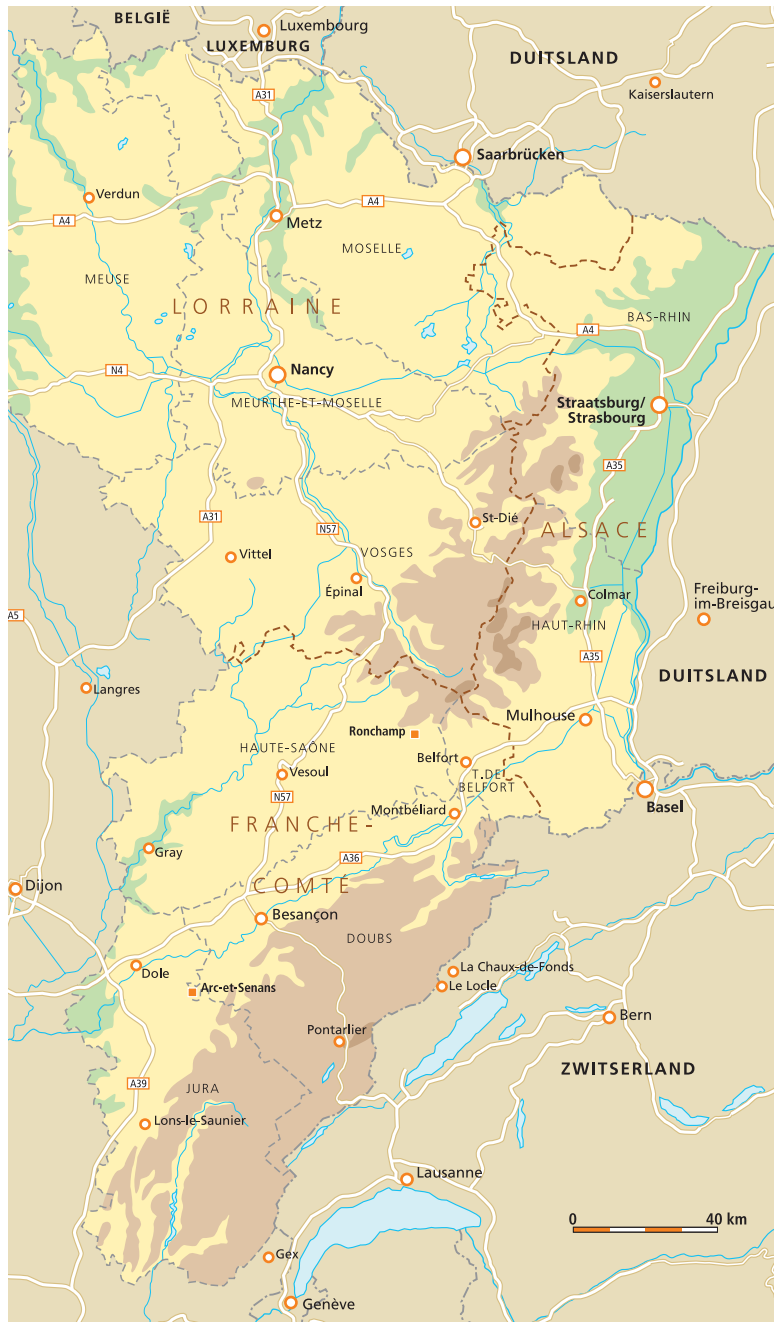 BELGIË
Luxembourg
LUXEMBURG
DUITSLAND
Kaiserslautern
A31
Saarbrücken
Verdun
A4
A4
Metz
MOSELLE
MEUSE
LORRAINE
BAS-RHIN
A4
N4
Nancy
MEURTHE-ET-MOSELLE
Straatsburg/
Strasbourg
A35
A31
St-Dié
ALSACE
N57
Vittel
VOSGES
Épinal
Colmar
Freiburg-
im-Breisgau
A5
HAUT-RHIN
A35
DUITSLAND
Langres
Mulhouse
Ronchamp
HAUTE-SAÔNE
Belfort
Vesoul
T. DE
BELFORT
N57
Basel
Montbéliard
FRANCHE-
Gray
A36
COMTÉ
Dijon
Besançon
DOUBS
Dole
La Chaux-de-Fonds
Le Locle
Arc-et-Senans
Bern
Pontarlier
ZWITSERLAND
A39
JURA
Lons-le-Saunier
Lausanne
0 40 km
Gex
Genève